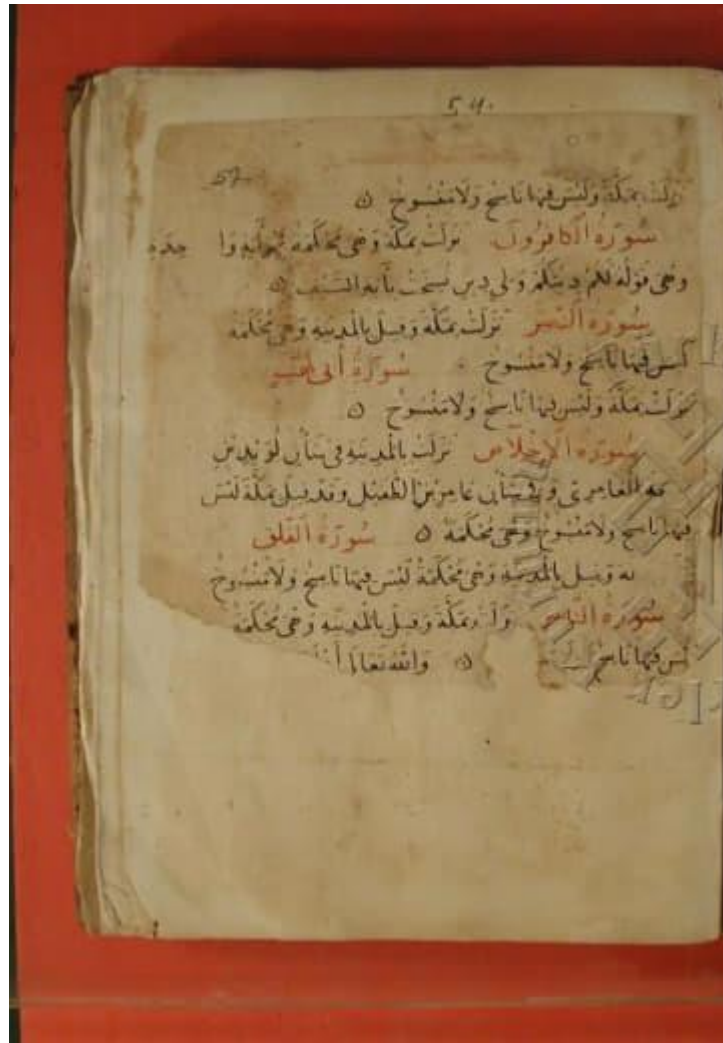 54.
57
نزلت بمكة وليس فيها ناسخ ولا منسوخ ه
سورة الكافرون نزلت بمكة وهي محكمة
وهي قوله لكم دينكم ولي دين نسخت بآية السيف ه
سورة النصر نزلت بمكة وقيل بالمدينة وهي محكمة
ليس فيها ناسخ ولا منسوخ سورة أبي لهب
نزلت بمكة وليس فيها ناسخ ولا منسوخ ه
سورة الإخلاص نزلت بالمدينة في شأن
العامري وفي شأن عامر بن الطفيل وقد قيل بمكة ليس
فيها ناسخ ولا منسوخ وهي محكمة ه سورة الفلق
وقيل بالمدينة وهي محكمة ليس فيها ناسخ ولا منسوخ
سورة الناس بمكة وقيل بالمدينة وهي محكمة
ليس فيها ناسخ ه والله تعالى